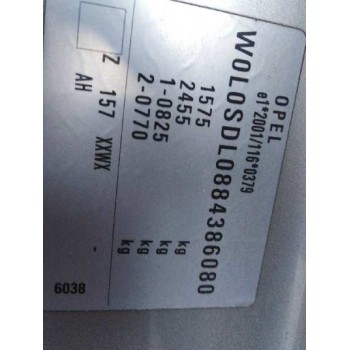 OPEL
e1*2001/116*0379
WOLOSDL0884386080
1575 kg
2455 kg
1-0825 kg
2-0770 kg
Z 157 XXWX -
AH
6038